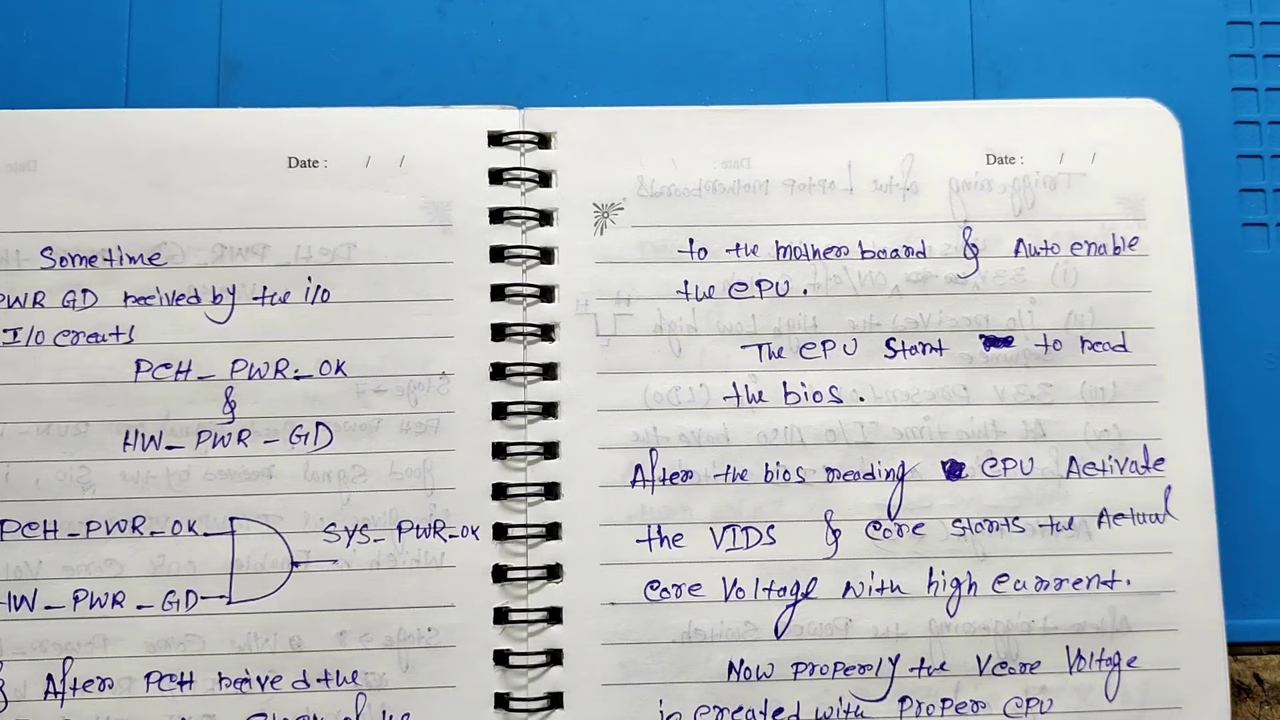 Date : / /
Sometime
PWR GD received by the i/o
I/O creats
PCH_PWR_OK
&
HW_PWR_GD
PCH_PWR_OK
SYS_PWR_OK
HW_PWR_GD
& After PCH recived the
Date : / /
to the motherboard & Auto enable
the CPU.
The CPU Start to read
the bios.
After the bios reading CPU Activate
the VIDS & Core Starts the Actual
Core Voltage with high Current.
Now properly the Vcore Voltage
is created with Proper CPU